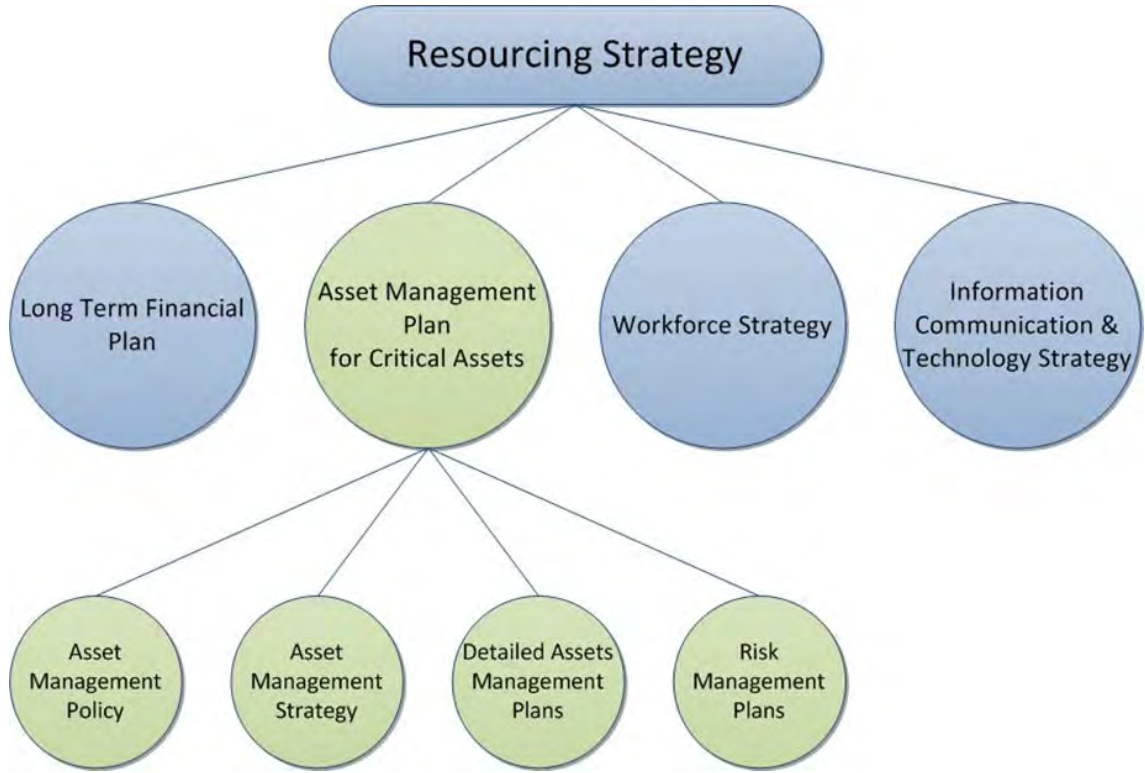 Resourcing Strategy
Long Term Financial
Plan
Asset Management
Plan
for Critical Assets
Workforce Strategy
Information
Communication &
Technology Strategy
Asset
Management
Policy
Asset
Management
Strategy
Detailed Assets
Management
Plans
Risk
Management
Plans